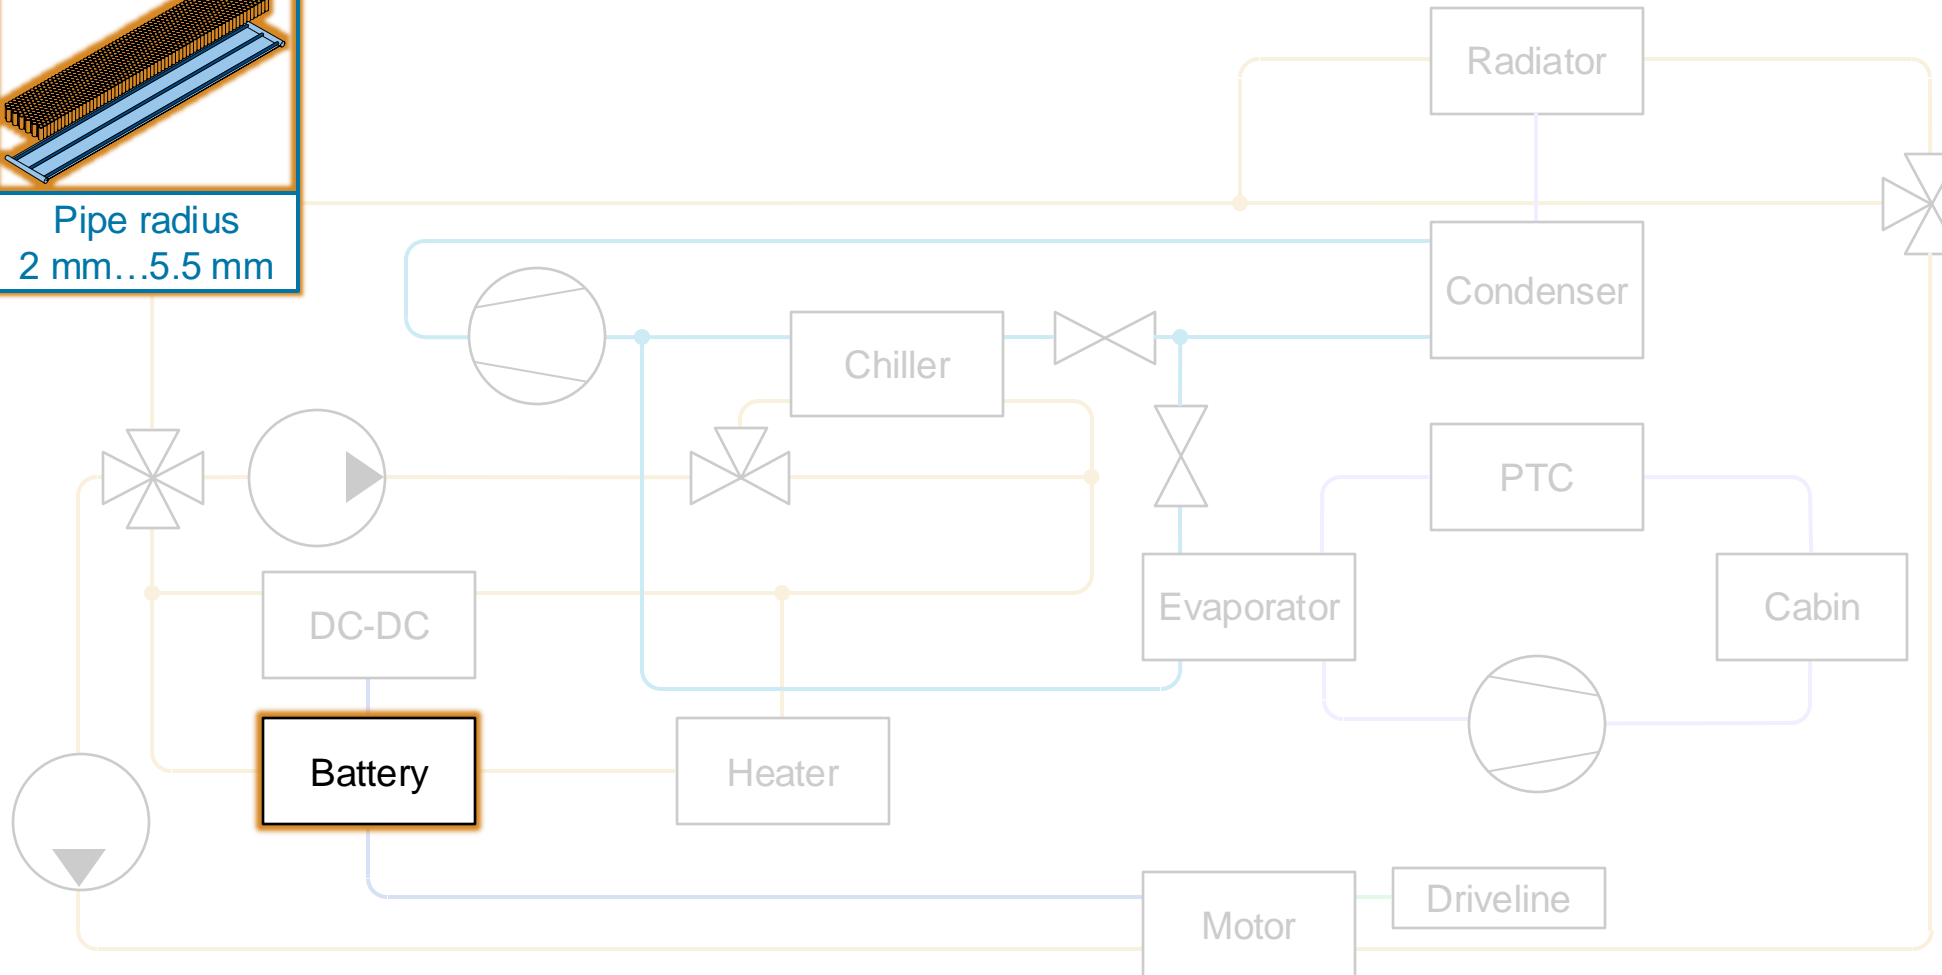 Radiator
Pipe radius
2 mm...5.5 mm
Condenser
Chiller
PTC
Evaporator
Cabin
DC-DC
Battery
Heater
Driveline
Motor